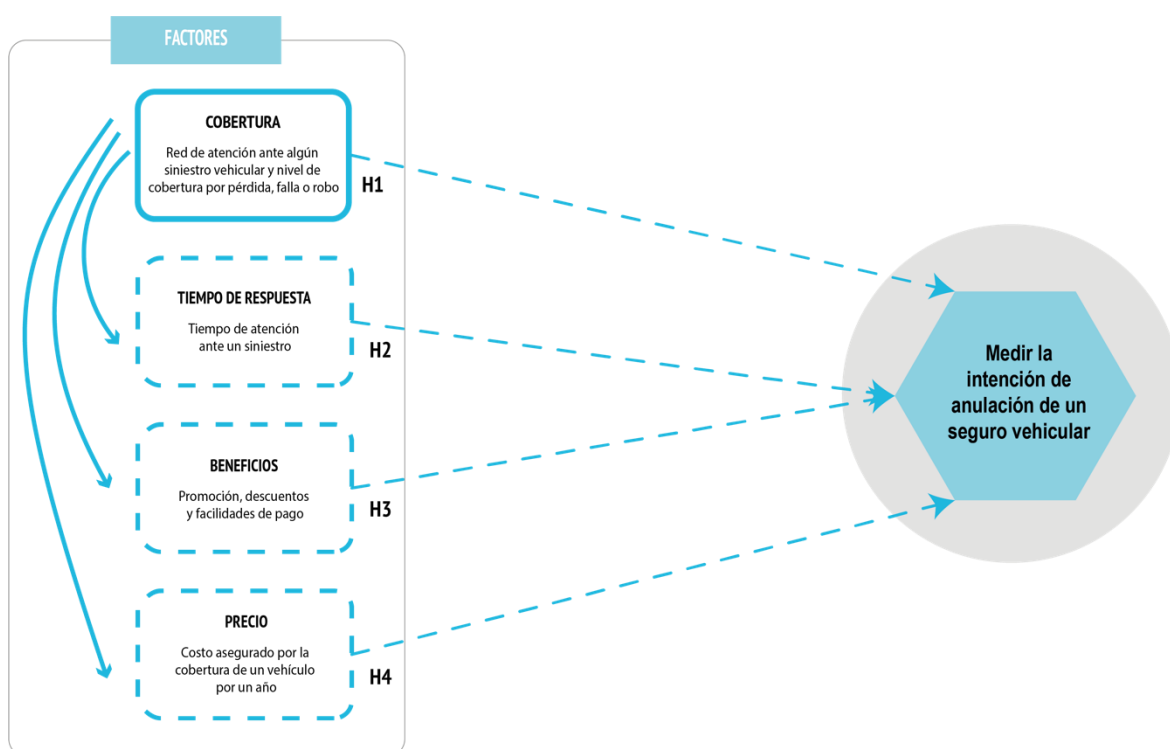 FACTORES
COBERTURA
Red de atención ante algún
siniestro vehicular y nivel de
cobertura por pérdida, falla o robo
H1
TIEMPO DE RESPUESTA
Tiempo de atención
ante un siniestro
H2
BENEFICIOS
Promoción, descuentos
y facilidades de pago
H3
PRECIO
Costo asegurado por la
cobertura de un vehículo
por un año
H4
Medir la
intención de
anulación de un
seguro vehicular